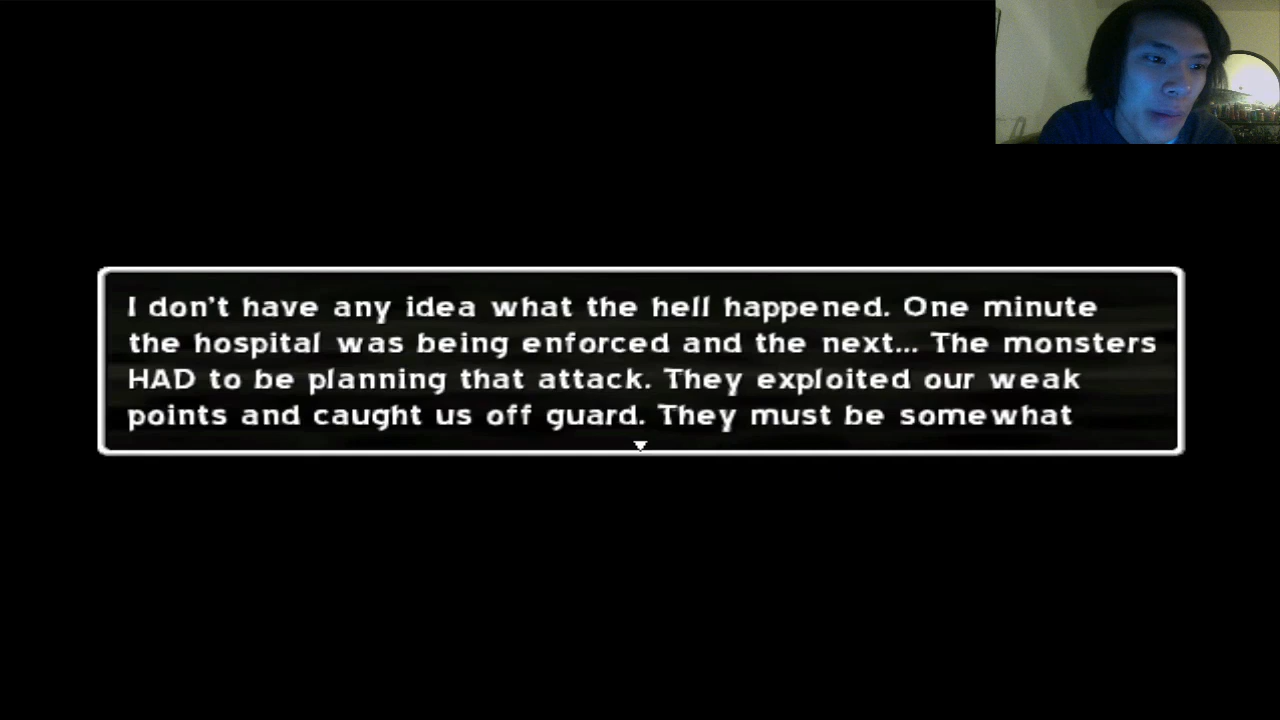 I don't have any idea what the hell happened. One minute
the hospital was being enforced and the next... The monsters
HAD to be planning that attack. They exploited our weak
points and caught us off guard. They must be somewhat